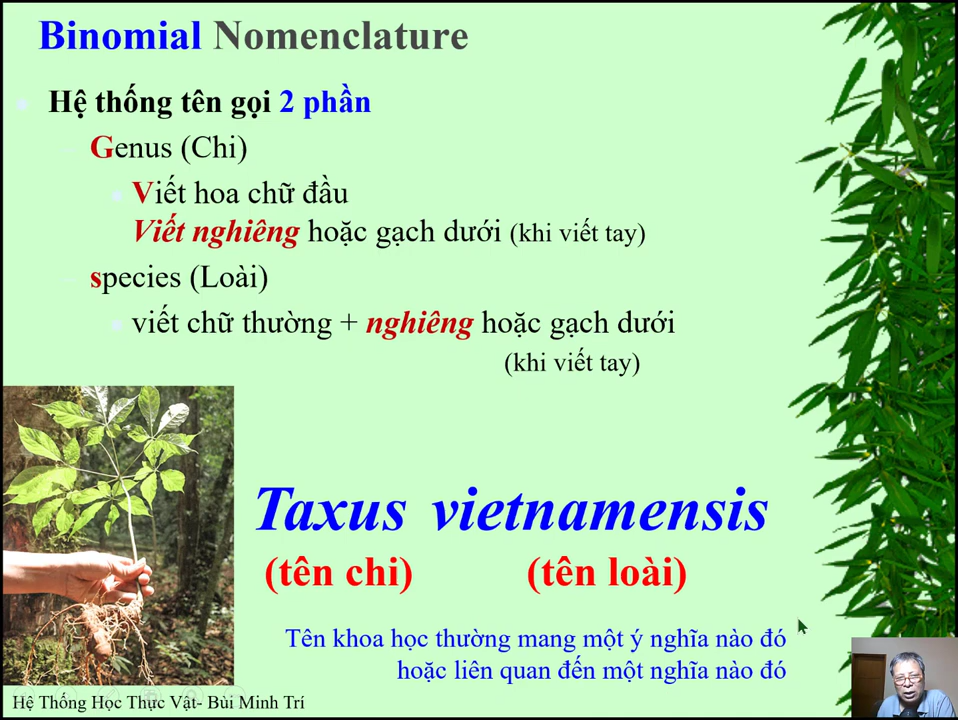 Binomial Nomenclature
Hệ thống tên gọi 2 phần
Genus (Chi)
Viết hoa chữ đầu
Viết nghiêng hoặc gạch dưới (khi viết tay)
species (Loài)
viết chữ thường + nghiêng hoặc gạch dưới
(khi viết tay)
Taxus vietnamensis
(tên chi) (tên loài)
Tên khoa học thường mang một ý nghĩa nào đó
hoặc liên quan đến một nghĩa nào đó
Hệ Thống Học Thực Vật- Bùi Minh Trí